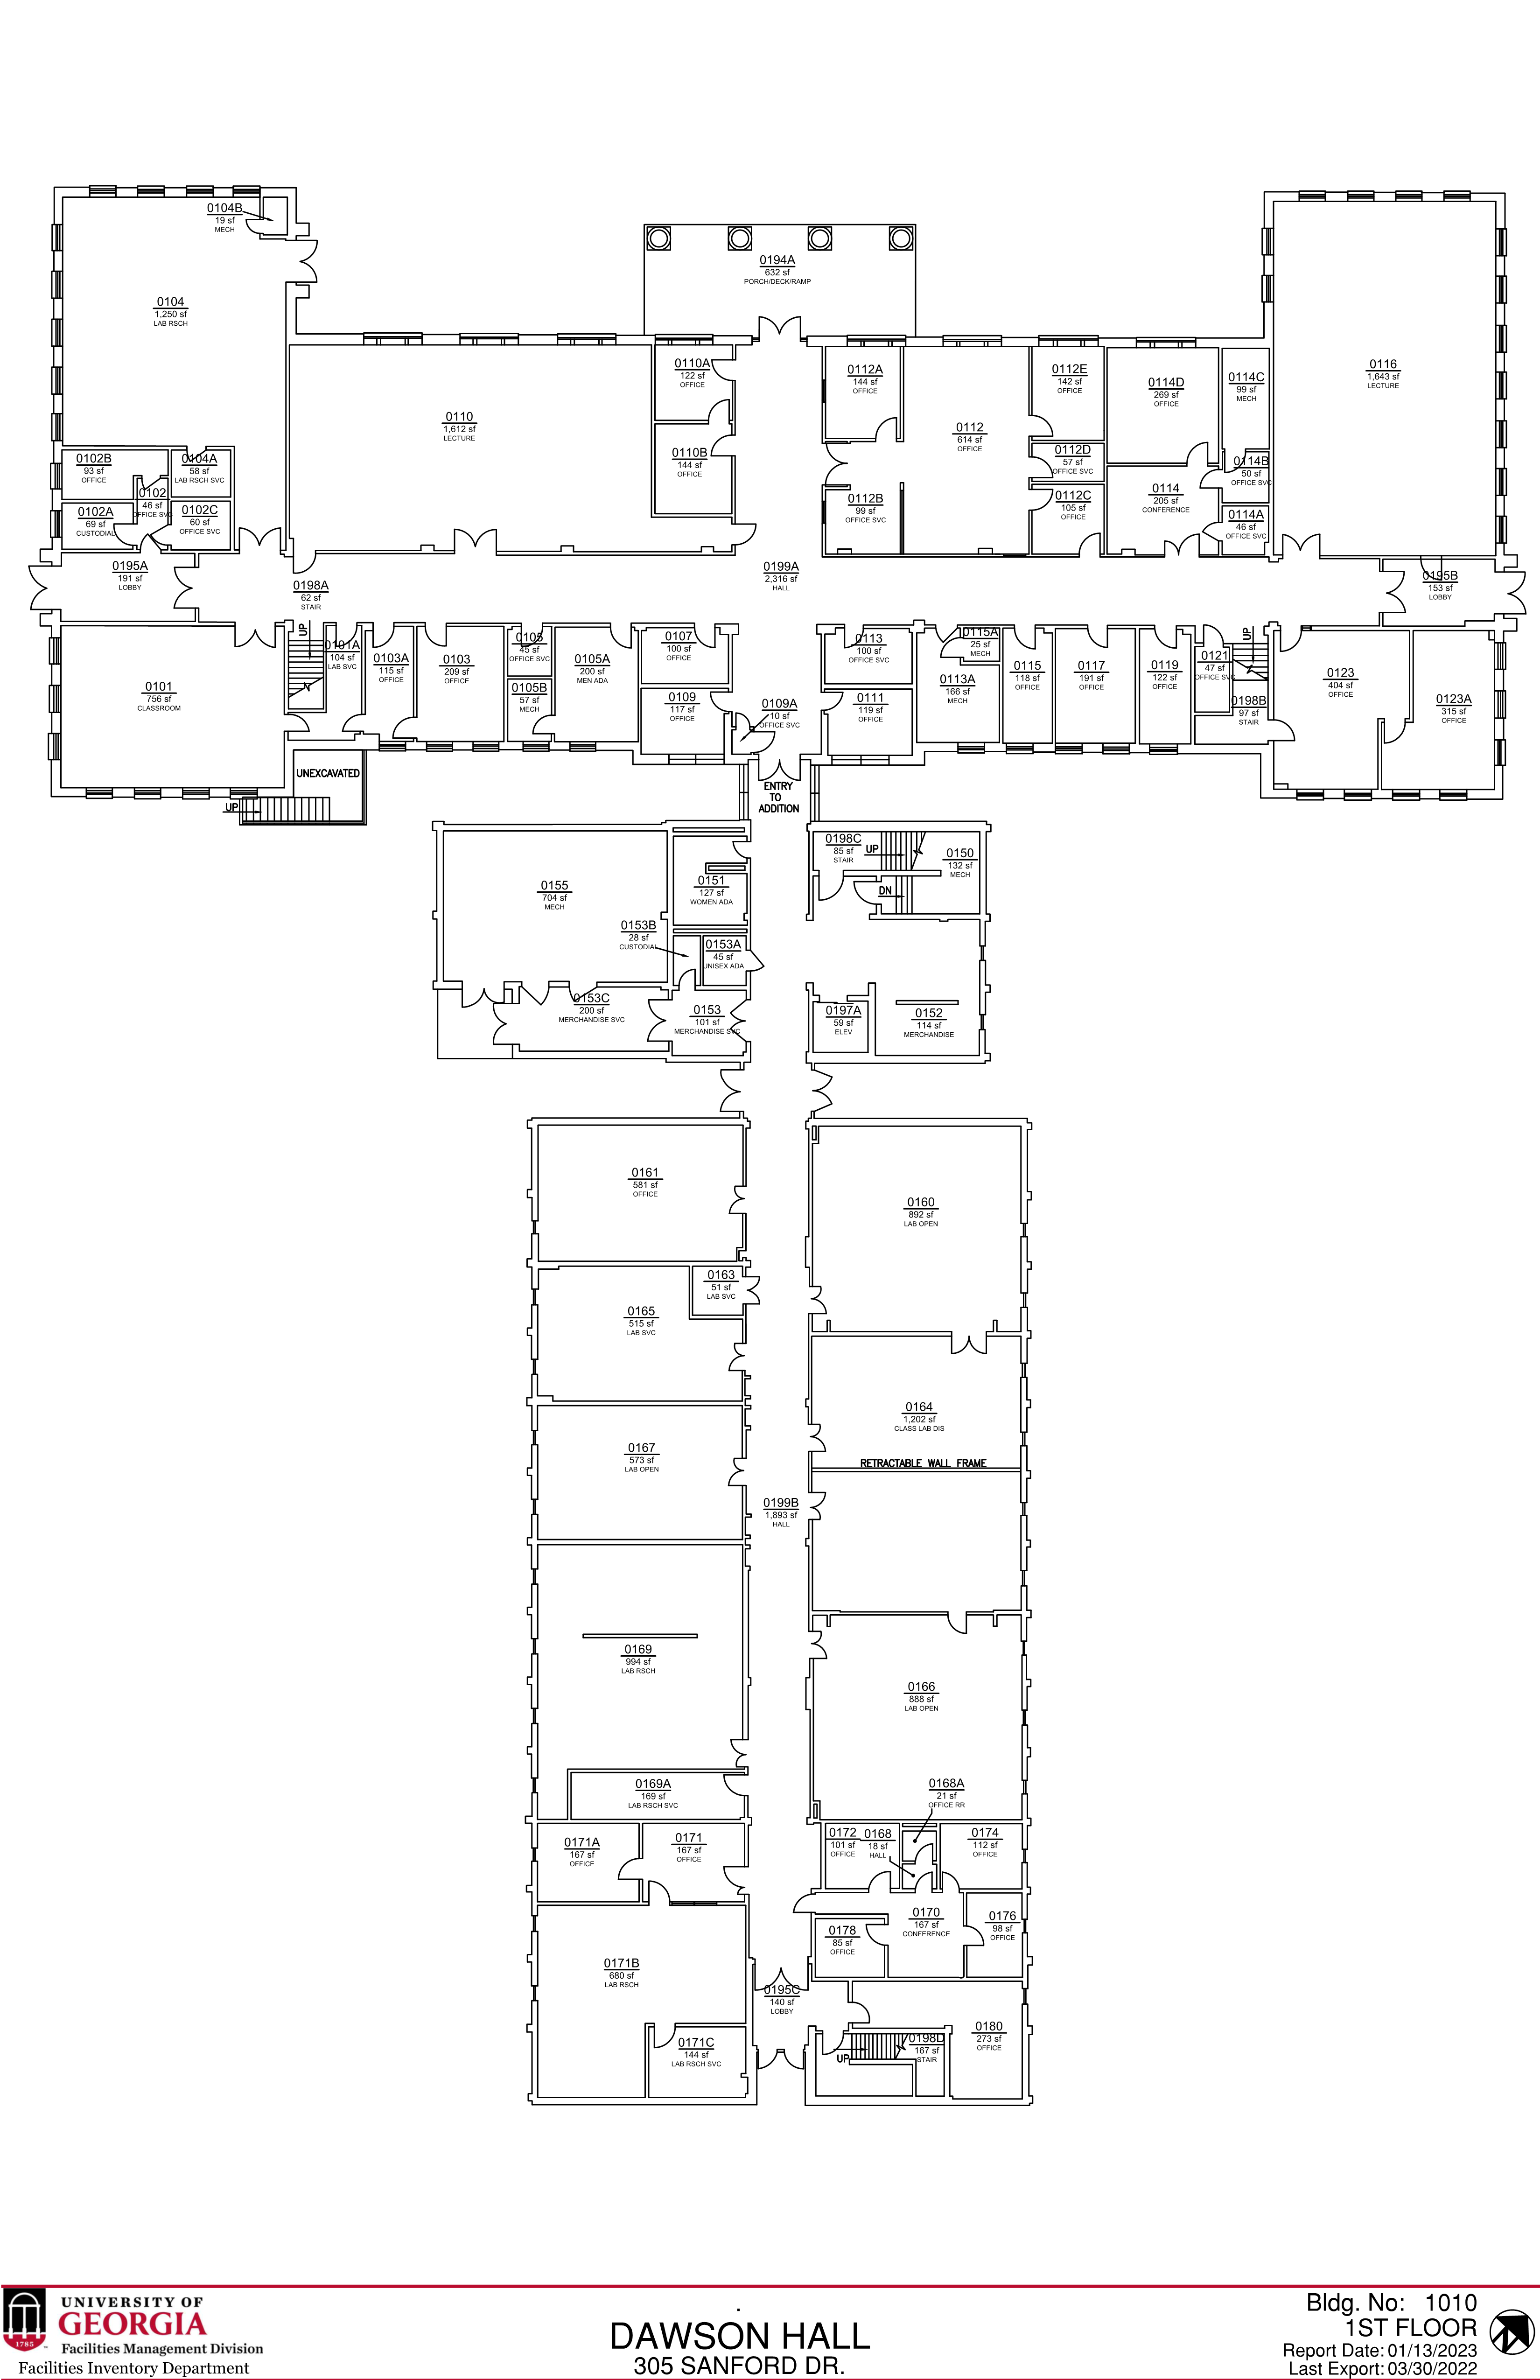 0104B
19 sf
MECH
0104
1,250 sf
LAB RSCH
0194A
632 sf
PORCH/DECK/RAMP
0116
1,643 sf
LECTURE
0110
1,612 sf
LECTURE
0110A
122 sf
OFFICE
0110B
144 sf
OFFICE
0112A
144 sf
OFFICE
0112
614 sf
OFFICE
0112E
142 sf
OFFICE
0112D
57 sf
OFFICE SVC
0112B
99 sf
OFFICE SVC
0112C
105 sf
OFFICE
0114D
269 sf
OFFICE
0114C
99 sf
MECH
0114B
50 sf
OFFICE SVC
0114
205 sf
CONFERENCE
0114A
46 sf
OFFICE SVC
0102B
93 sf
OFFICE
0104A
58 sf
LAB RSCH SVC
0102
46 sf
OFFICE SVC
0102A
69 sf
CUSTODIAL
0102C
60 sf
OFFICE SVC
0195A
191 sf
LOBBY
0198A
62 sf
STAIR
UP
0199A
2,316 sf
HALL
0195B
153 sf
LOBBY
0101
756 sf
CLASSROOM
0101A
104 sf
LAB SVC
0103A
115 sf
OFFICE
0103
209 sf
OFFICE
0105
45 sf
OFFICE SVC
0105B
57 sf
MECH
0105A
200 sf
MEN ADA
0107
100 sf
OFFICE
0109
117 sf
OFFICE
0109A
10 sf
OFFICE SVC
0113
100 sf
OFFICE SVC
0111
119 sf
OFFICE
0113A
166 sf
MECH
0115A
25 sf
MECH
0115
118 sf
OFFICE
0117
191 sf
OFFICE
0119
122 sf
OFFICE
0121
47 sf
OFFICE SVC
UP
0198B
97 sf
STAIR
0123
404 sf
OFFICE
0123A
315 sf
OFFICE
UNEXCAVATED
UP
ENTRY
TO
ADDITION
0155
704 sf
MECH
0151
127 sf
WOMEN ADA
0153B
28 sf
CUSTODIAL
0153A
45 sf
UNISEX ADA
0153C
200 sf
MERCHANDISE SVC
0153
101 sf
MERCHANDISE SVC
0198C
85 sf
STAIR
UP
DN
0150
132 sf
MECH
0197A
59 sf
ELEV
0152
114 sf
MERCHANDISE
0161
581 sf
OFFICE
0160
892 sf
LAB OPEN
0163
51 sf
LAB SVC
0165
515 sf
LAB SVC
0164
1,202 sf
CLASS LAB DIS
RETRACTABLE WALL FRAME
0167
573 sf
LAB OPEN
0199B
1,893 sf
HALL
0169
994 sf
LAB RSCH
0166
888 sf
LAB OPEN
0169A
169 sf
LAB RSCH SVC
0168A
21 sf
OFFICE RR
0171A
167 sf
OFFICE
0171
167 sf
OFFICE
0172
101 sf
OFFICE
0168
18 sf
HALL
0174
112 sf
OFFICE
0170
167 sf
CONFERENCE
0176
98 sf
OFFICE
0178
85 sf
OFFICE
0171B
680 sf
LAB RSCH
0195C
140 sf
LOBBY
0171C
144 sf
LAB RSCH SVC
UP
0198D
167 sf
STAIR
0180
273 sf
OFFICE
1785
UNIVERSITY OF
GEORGIA
Facilities Management Division
Facilities Inventory Department
.
DAWSON HALL
305 SANFORD DR.
Bldg. No: 1010
1ST FLOOR
Report Date: 01/13/2023
Last Export: 03/30/2022